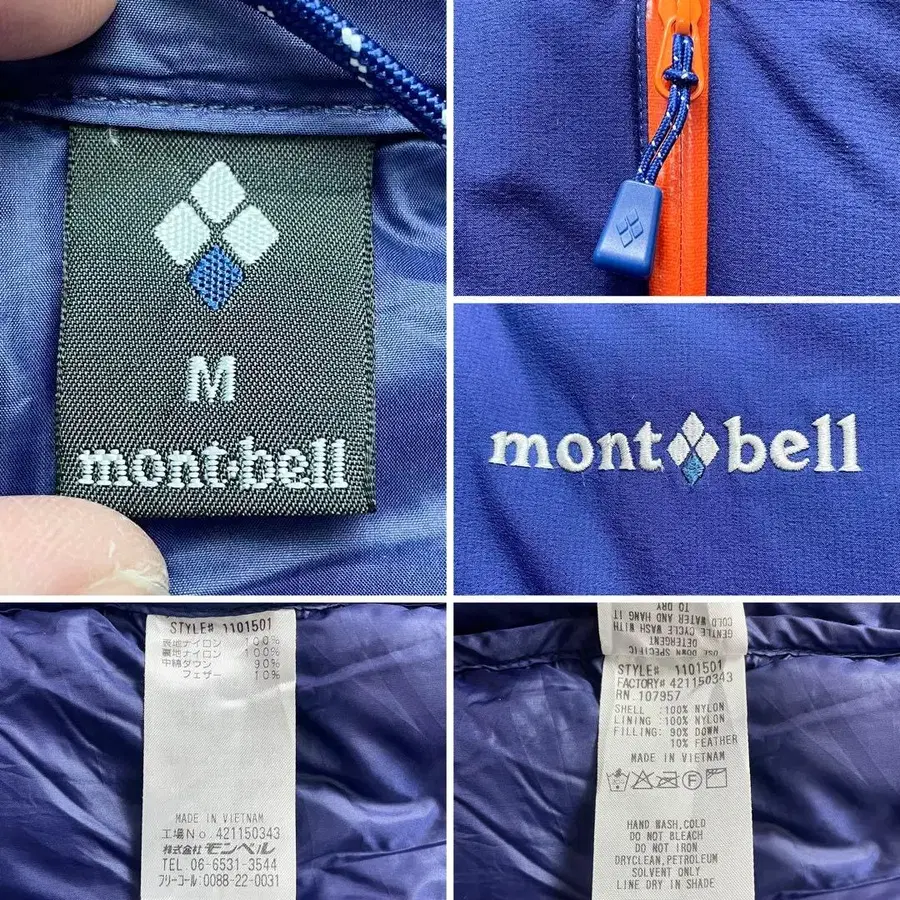 M
mont·bell
mont bell
STYLE# 1101501
表地ナイロン 100%
裏地ナイロン 100%
中綿ダウン 90%
フェザー 10%
MADE IN VIETNAM
工場No. 421150343
株式会社モンベル
TEL 06-6531-3544
フリーコール:0088-22-0031
USE DOWN SPECIFIC
DETERGENT
GENTLE CYCLE WASH WITH
COLD WATER AND HANG IT
TO DRY
STYLE# 1101501
FACTORY# 421150343
RN. 107957
SHELL :100% NYLON
LINING :100% NYLON
FILLING: 90% DOWN
10% FEATHER
MADE IN VIETNAM
HAND WASH,COLD
DO NOT BLEACH
DO NOT IRON
DRYCLEAN,PETROLEUM
SOLVENT ONLY
LINE DRY IN SHADE